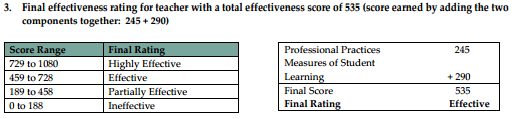 3. Final effectiveness rating for teacher with a total effectiveness score of 535 (score earned by adding the two
components together: 245 + 290)
Score Range Final Rating
729 to 1080 Highly Effective
459 to 728 Effective
189 to 458 Partially Effective
0 to 188 Ineffective
Professional Practices 245
Measures of Student
Learning + 290
Final Score 535
Final Rating Effective